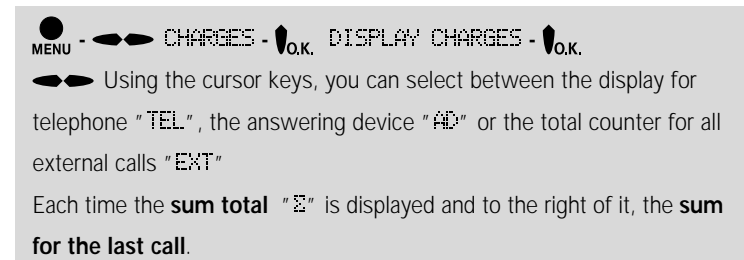 MENU - CHARGES - O.K. DISPLAY CHARGES - O.K.
Using the cursor keys, you can select between the display for
telephone "TEL", the answering device "AD" or the total counter for all
external calls "EXT"
Each time the sum total "Σ" is displayed and to the right of it, the sum
for the last call.